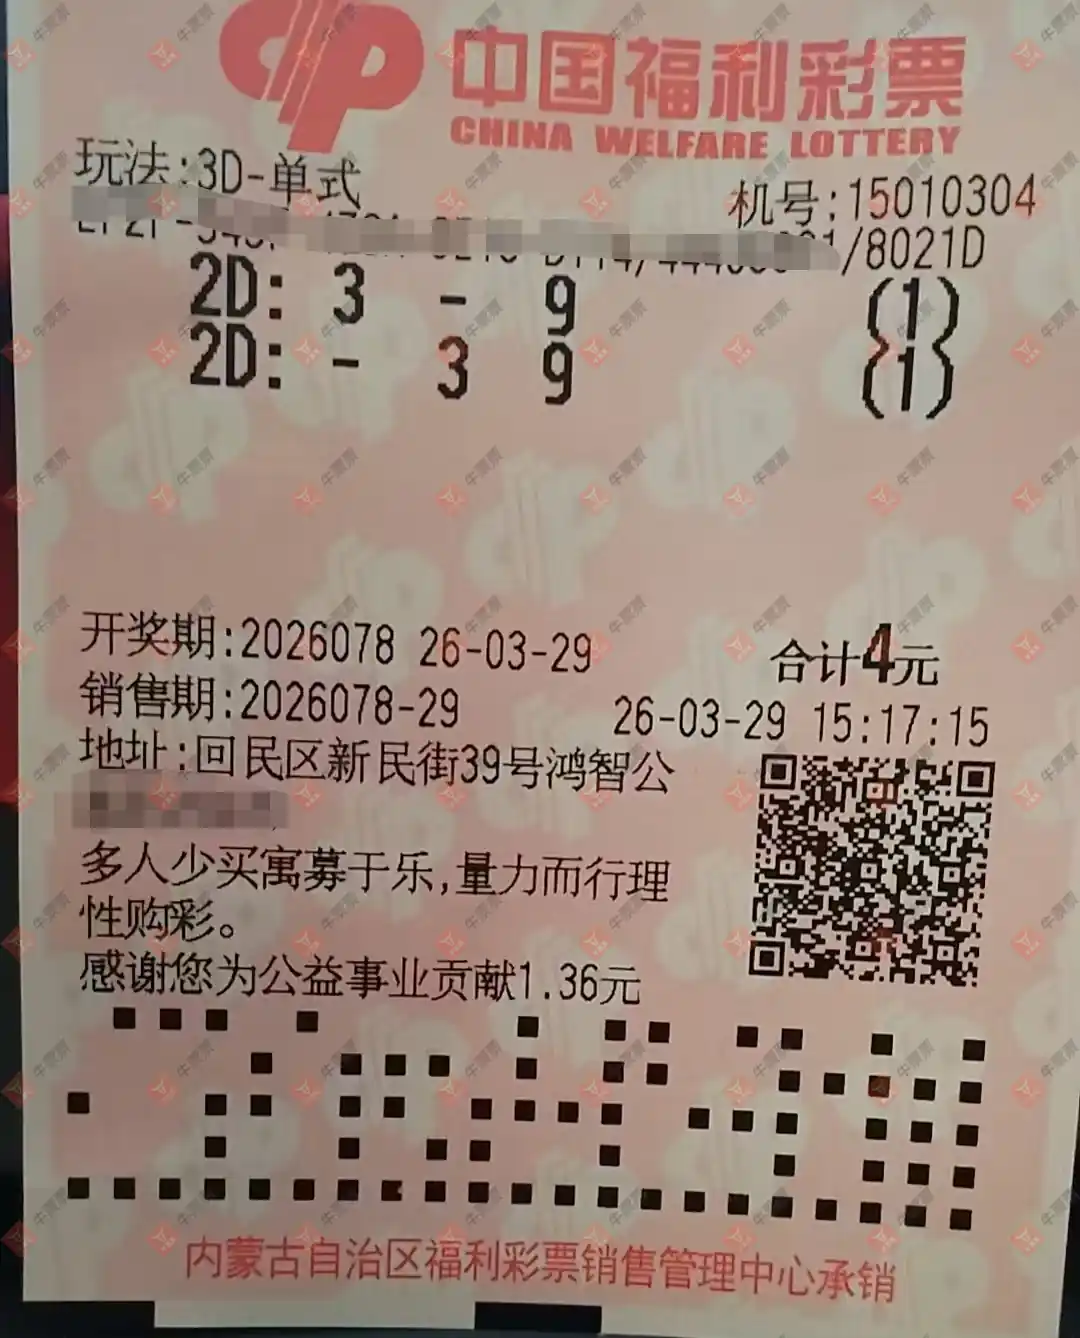 中国福利彩票
CHINA WELFARE LOTTERY
玩法:3D-单式
机号:15010304
/8021D
2D: 3 - 9 (1)
2D: - 3 9 (1)
开奖期:2026078 26-03-29 合计4元
销售期:2026078-29 26-03-29 15:17:15
地址:回民区新民街39号鸿智公
多人少买寓募于乐,量力而行理
性购彩。
感谢您为公益事业贡献1.36元
内蒙古自治区福利彩票销售管理中心承销
牛票票